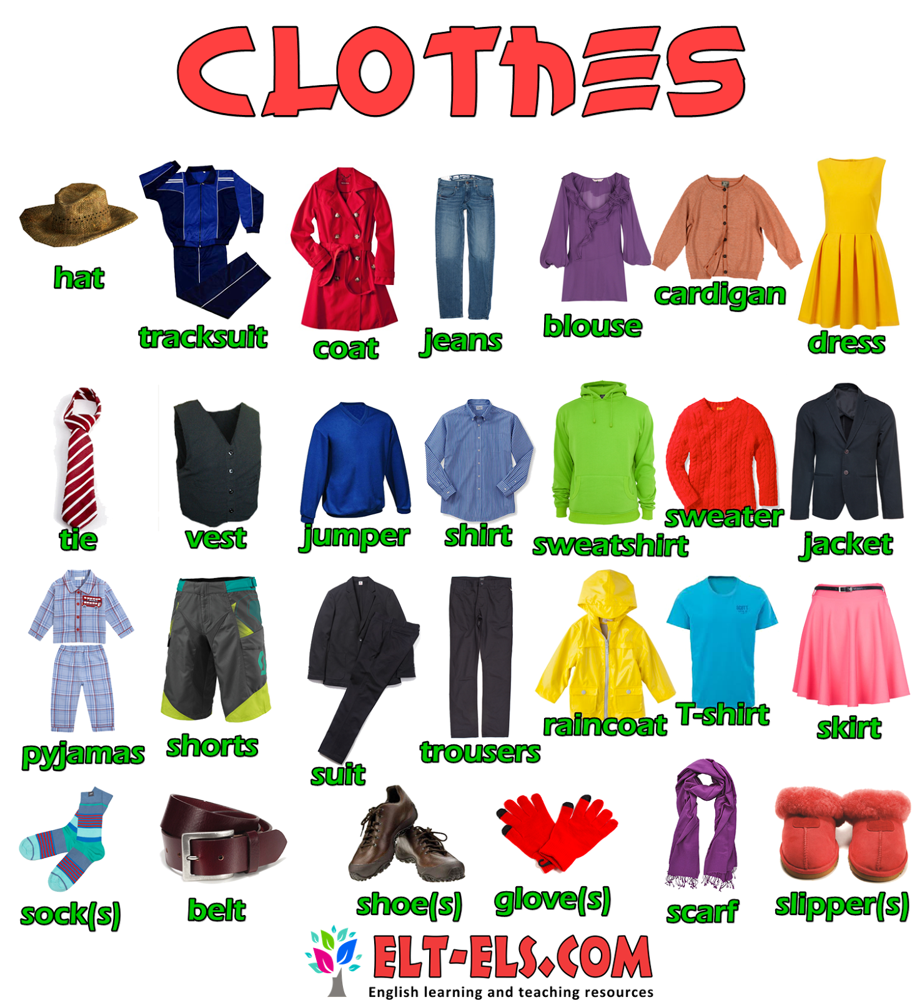 CLOTHES
hat
tracksuit
coat
jeans
blouse
cardigan
dress
tie
vest
jumper
shirt
sweatshirt
sweater
jacket
pyjamas
shorts
suit
trousers
raincoat
T-shirt
SCOTT
skirt
sock(s)
belt
shoe(s)
glove(s)
scarf
slipper(s)
ELT-ELS.COM
English learning and teaching resources